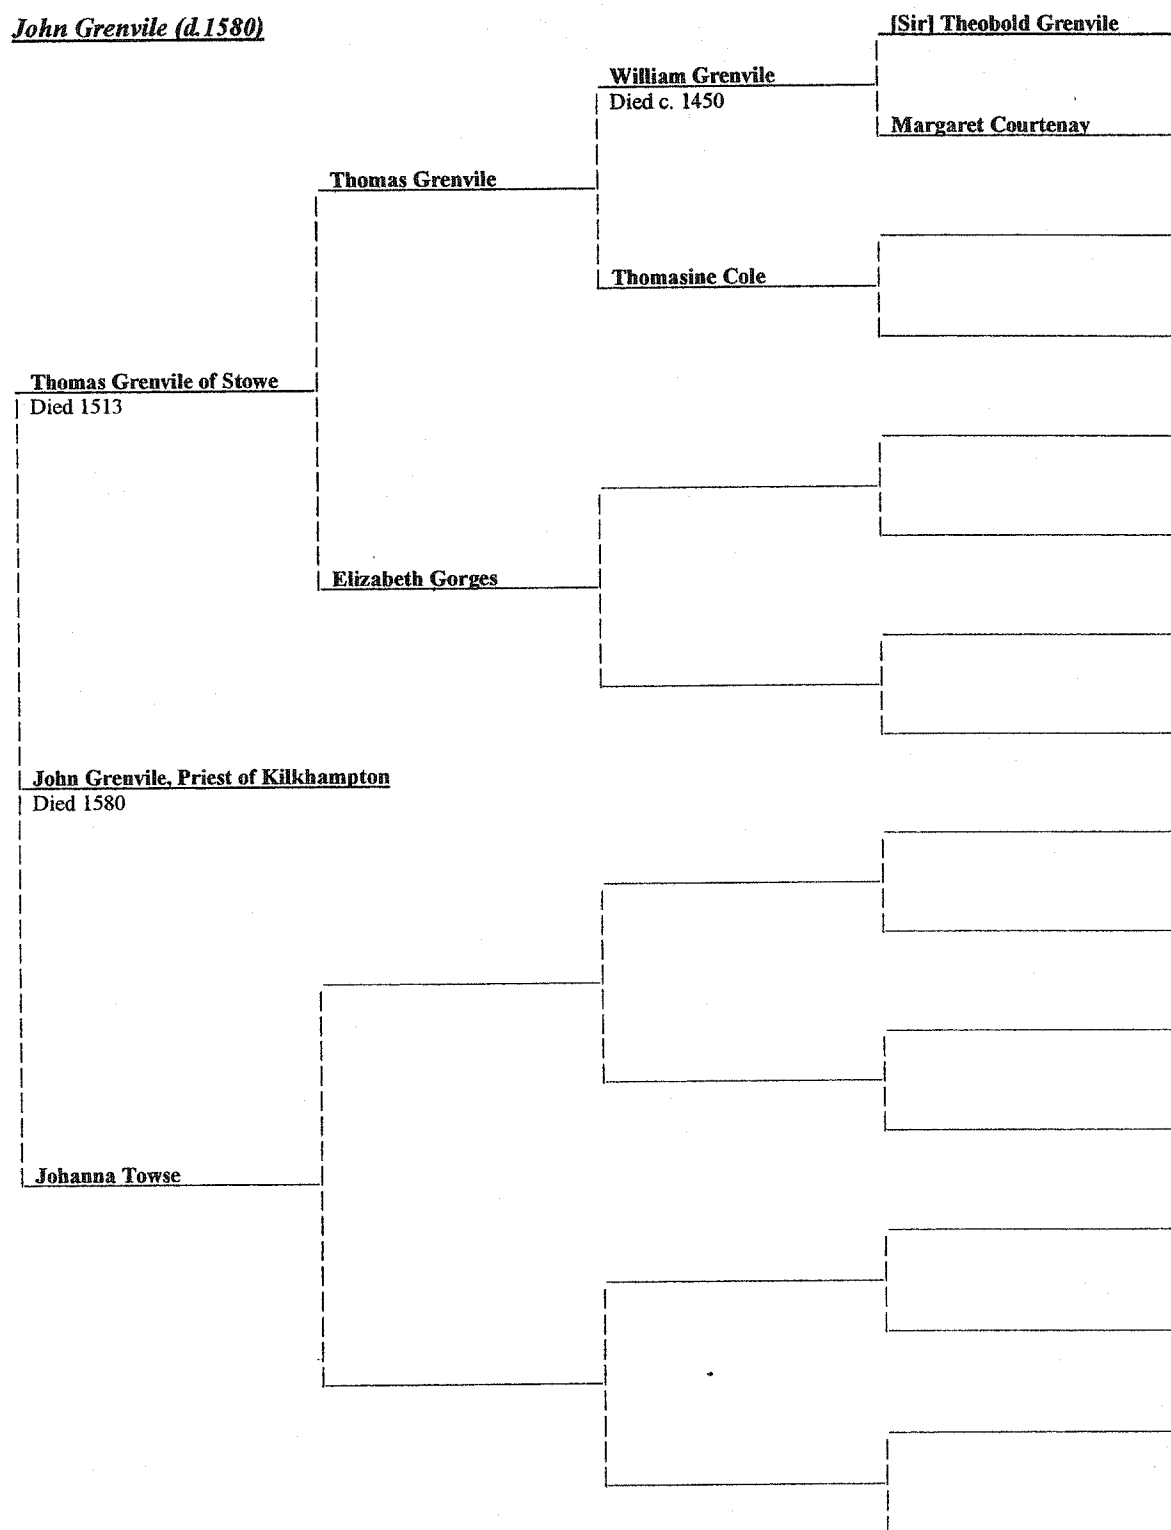 John Grenvile (d.1580)
[Sir] Theobold Grenvile
William Grenvile
Died c. 1450
Margaret Courtenay
Thomas Grenvile
Thomasine Cole
Thomas Grenvile of Stowe
Died 1513
Elizabeth Gorges
John Grenvile, Priest of Kilkhampton
Died 1580
Johanna Towse